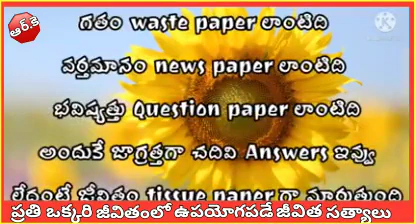 ఆర్.కె
గతం waste paper లాంటిది
వర్తమానం news paper లాంటిది
భవిష్యత్తు Question paper లాంటిది
అందుకే జాగ్రత్తగా చదివి Answers ఇవ్వు
లేదంటే జీవితం tissue paper గా మారుతుంది
ప్రతి ఒక్కరి జీవితంలో ఉపయోగపడే జీవిత సత్యాలు